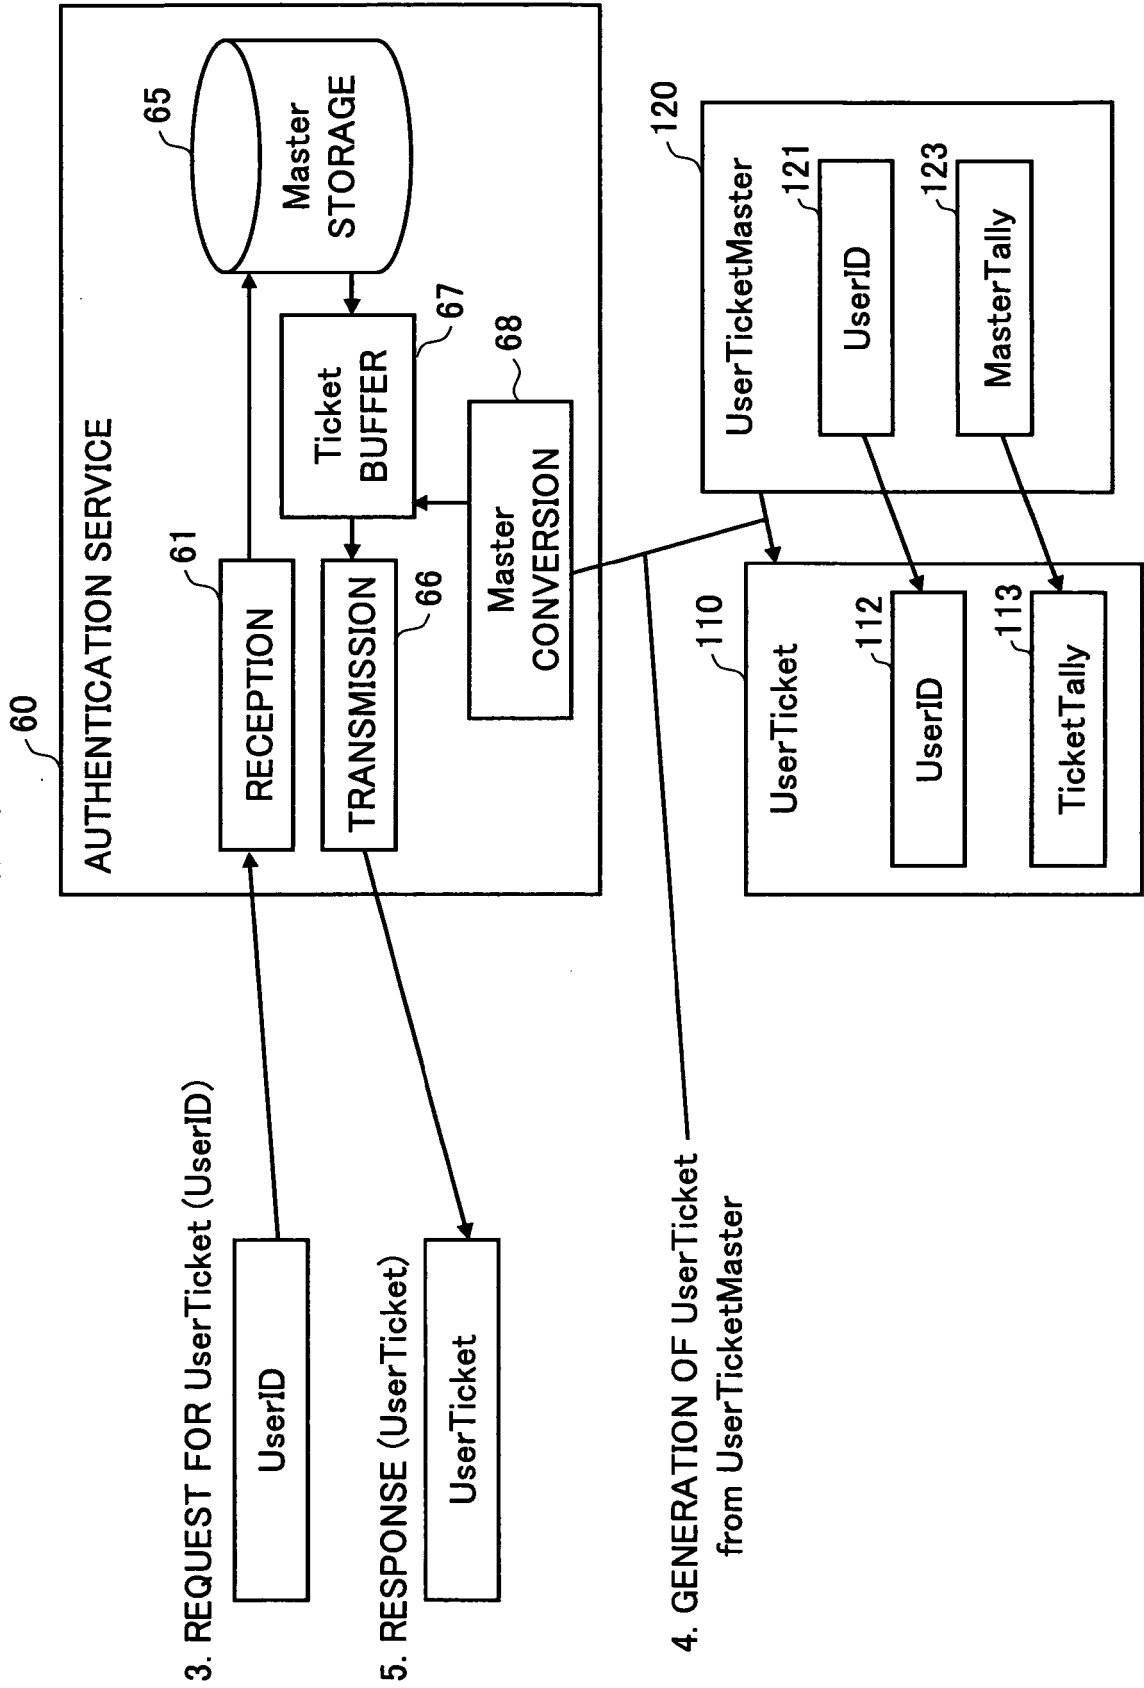 60
AUTHENTICATION SERVICE
61
RECEPTION
65
Master
STORAGE
Ticket
BUFFER
67
TRANSMISSION
66
Master
CONVERSION
68
3. REQUEST FOR UserTicket (UserID)
UserID
5. RESPONSE (UserTicket)
UserTicket
4. GENERATION OF UserTicket
from UserTicketMaster
110
UserTicket
112
UserID
113
TicketTally
120
UserTicketMaster
121
UserID
123
MasterTally